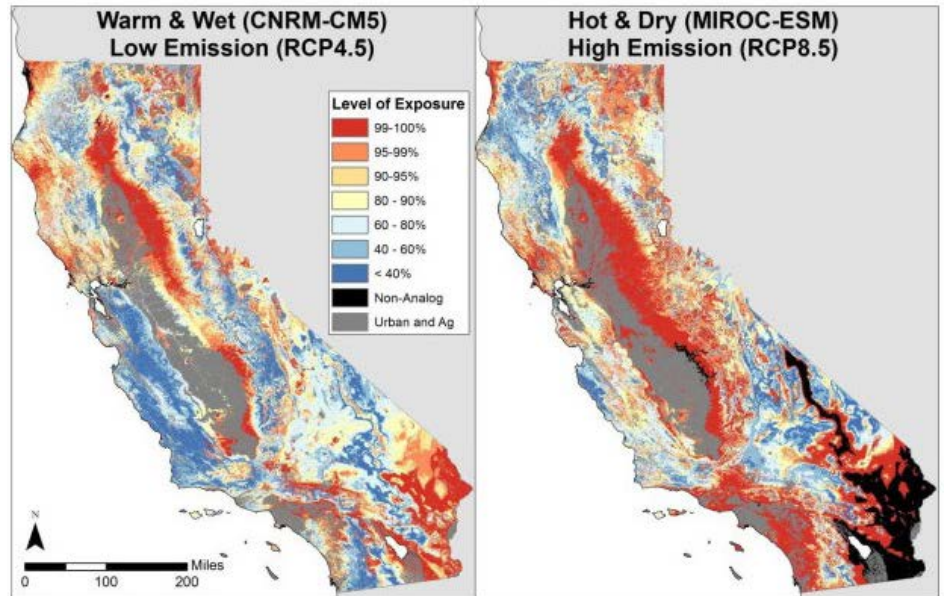 Warm & Wet (CNRM-CM5)
Low Emission (RCP4.5)
Hot & Dry (MIROC-ESM)
High Emission (RCP8.5)
Level of Exposure
99-100%
95-99%
90-95%
80 - 90%
60 - 80%
40 - 60%
< 40%
Non-Analog
Urban and Ag
N
Miles
0 100 200